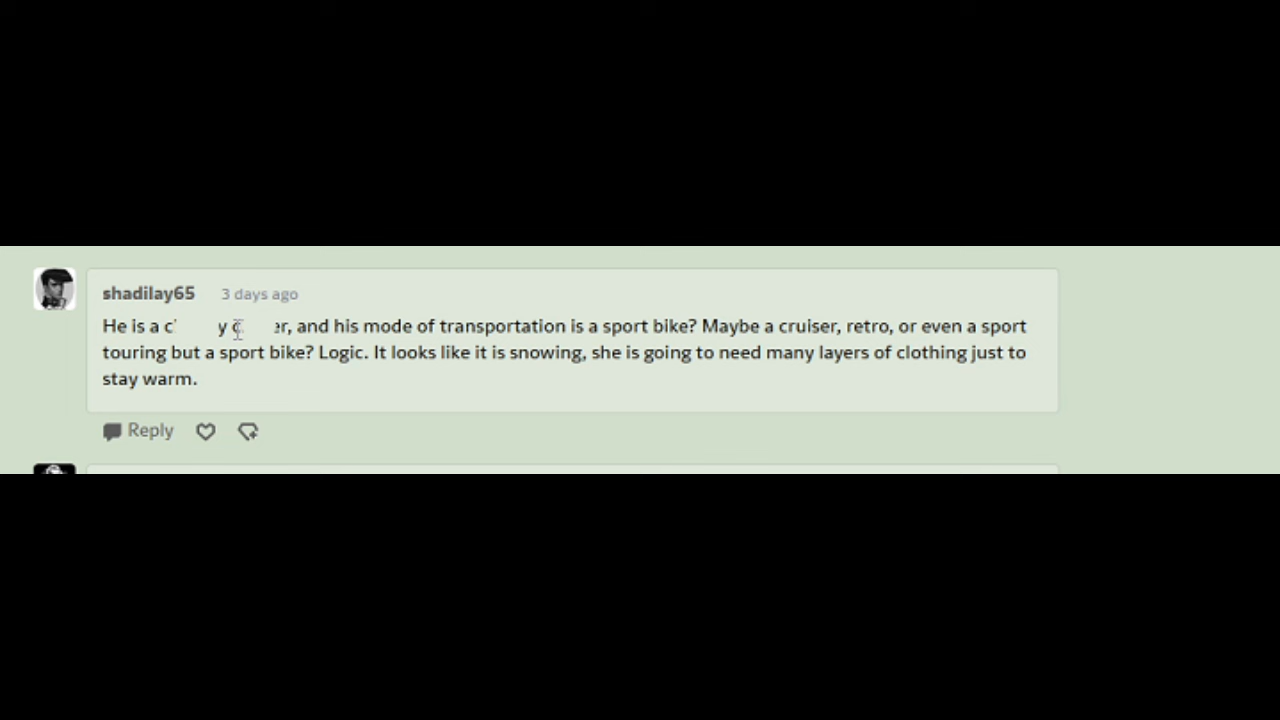 shadilay65 3 days ago
He is a , and his mode of transportation is a sport bike? Maybe a cruiser, retro, or even a sport
touring but a sport bike? Logic. It looks like it is snowing, she is going to need many layers of clothing just to
stay warm.
Reply